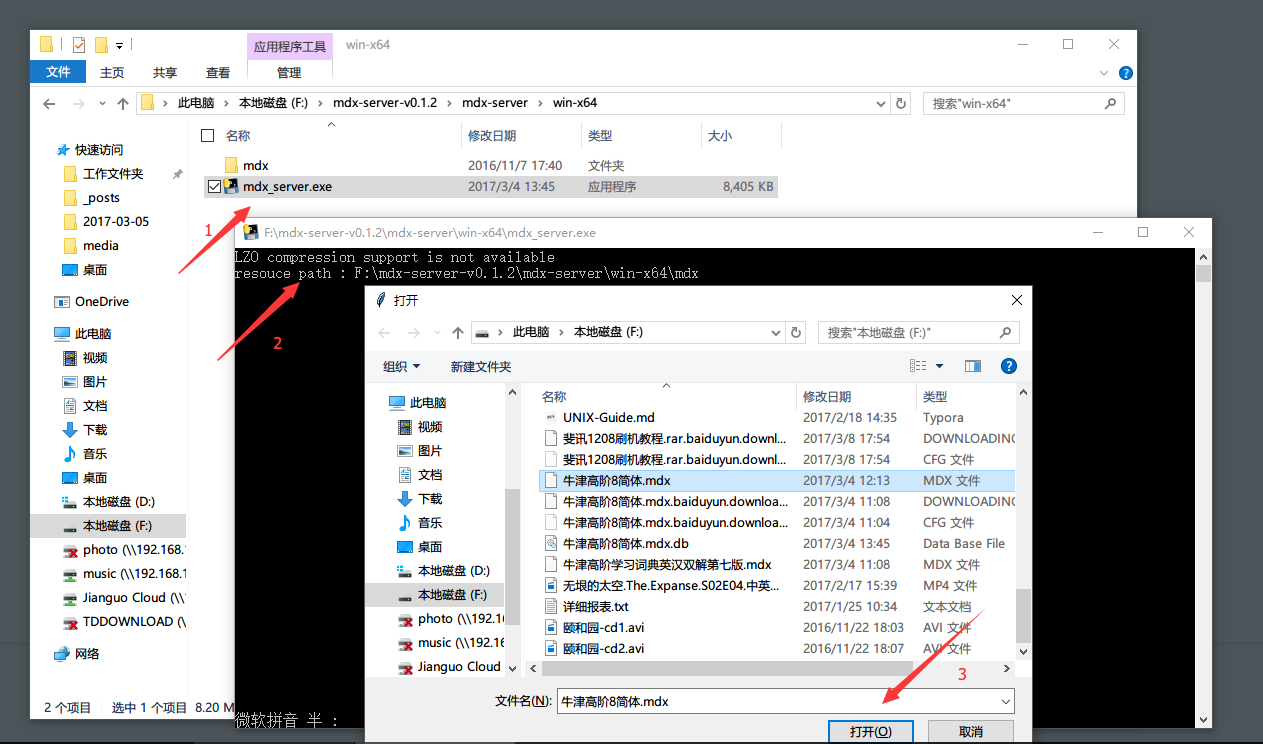 应用程序工具 win-x64
文件 主页 共享 查看 管理
此电脑 本地磁盘 (F:) mdx-server-v0.1.2 mdx-server win-x64 搜索"win-x64"
名称 修改日期 类型 大小
mdx 2016/11/7 17:40 文件夹
mdx_server.exe 2017/3/4 13:45 应用程序 8,405 KB
快速访问
工作文件夹
_posts
2017-03-05
media
桌面
OneDrive
此电脑
视频
图片
文档
下载
音乐
桌面
本地磁盘 (D:)
本地磁盘 (F:)
photo (\\192.168.
music (\\192.168.1
Jianguo Cloud (\\
TDDOWNLOAD (\
网络
2 个项目 选中 1 个项目 8.20 M
1
F:\mdx-server-v0.1.2\mdx-server\win-x64\mdx_server.exe
LZO compression support is not available
resouce path : F:\mdx-server-v0.1.2\mdx-server\win-x64\mdx
2
微软拼音 半 :
打开
此电脑 本地磁盘 (F:) 搜索"本地磁盘 (F:)"
组织 新建文件夹
此电脑
视频
图片
文档
下载
音乐
桌面
本地磁盘 (D:)
本地磁盘 (F:)
photo (\\192.16
music (\\192.16
Jianguo Cloud
名称 修改日期 类型
UNIX-Guide.md 2017/2/18 14:35 Typora
斐讯1208刷机教程.rar.baiduyun.downl... 2017/3/8 17:54 DOWNLOADING
斐讯1208刷机教程.rar.baiduyun.downl... 2017/3/8 17:54 CFG 文件
牛津高阶8简体.mdx 2017/3/4 12:13 MDX 文件
牛津高阶8简体.mdx.baiduyun.downloa... 2017/3/4 11:08 DOWNLOADING
牛津高阶8简体.mdx.baiduyun.downloa... 2017/3/4 11:04 CFG 文件
牛津高阶8简体.mdx.db 2017/3/4 13:45 Data Base File
牛津高阶学习词典英汉双解第七版.mdx 2017/3/4 11:08 MDX 文件
无垠的太空.The.Expanse.S02E04.中英... 2017/2/17 15:39 MP4 文件
详细报表.txt 2017/1/25 10:34 文本文档
颐和园-cd1.avi 2016/11/22 18:03 AVI 文件
颐和园-cd2.avi 2016/11/22 18:07 AVI 文件
3
文件名(N): 牛津高阶8简体.mdx
打开(O) 取消